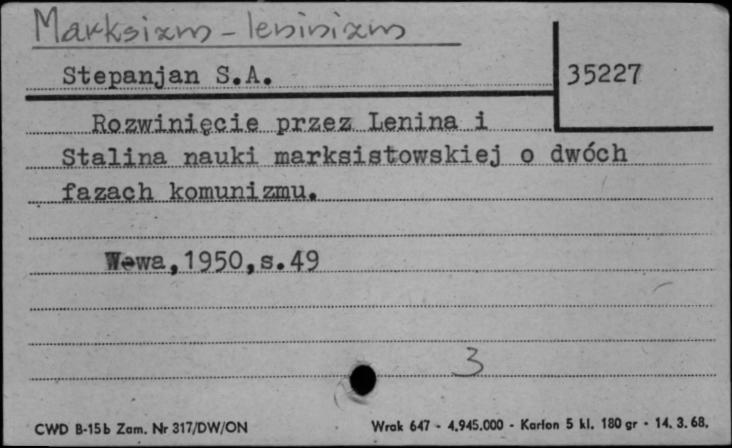 Marksizm - leninizm
Stepanjan S.A.
35227
Rozwinięcie przez Lenina i
Stalina nauki marksistowskiej o dwóch
fazach komunizmu.
Wwwa,1950,s.49
3
CWD B-15b Zam. Nr 317/DW/ON
Wrak 647 - 4.945.000 - Karton 5 kl. 180 gr - 14. 3. 68.